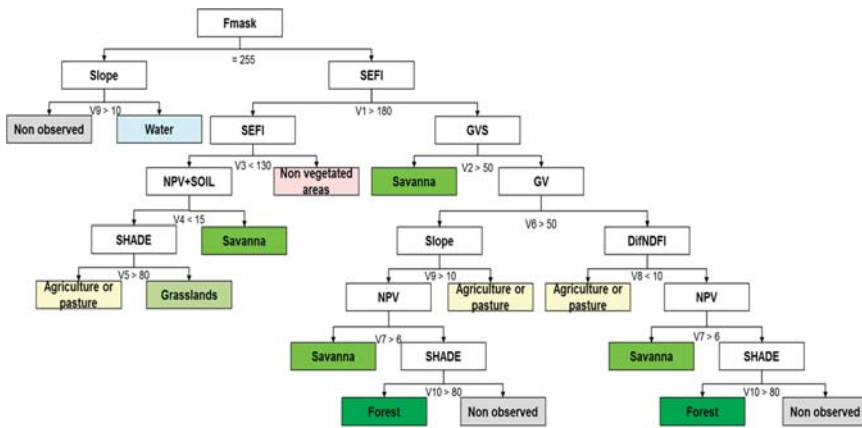 Fmask
= 255
Slope
SEFI
V9 > 10
V1 > 180
Non observed
Water
SEFI
GVS
V3 < 130
V2 > 50
NPV+SOIL
Non vegetated
areas
Savanna
GV
V4 < 15
V6 > 50
SHADE
Savanna
Slope
DifNDFI
V5 > 80
V9 > 10
V8 < 10
Agriculture or
pasture
Grasslands
NPV
Agriculture or
pasture
Agriculture or
pasture
NPV
V7 > 6
V7 > 6
Savanna
SHADE
Savanna
SHADE
V10 > 80
V10 > 80
Forest
Non observed
Forest
Non observed